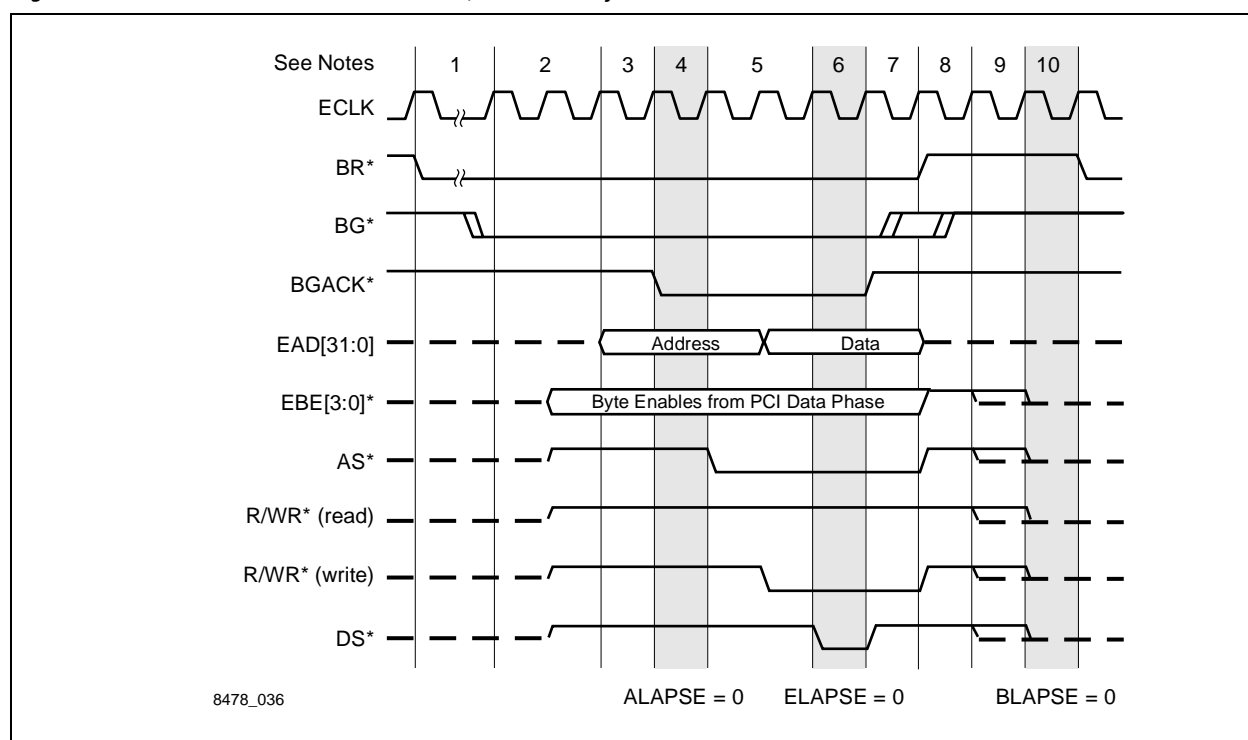 See Notes 1 2 3 4 5 6 7 8 9 10
ECLK
BR*
BG*
BGACK*
EAD[31:0] Address Data
EBE[3:0]* Byte Enables from PCI Data Phase
AS*
R/WR* (read)
R/WR* (write)
DS*
8478_036 ALAPSE = 0 ELAPSE = 0 BLAPSE = 0